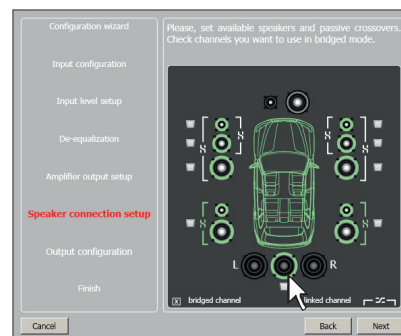 Configuration wizard
Please, set available speakers and passive crossovers.
Check channels you want to use in bridged mode.
Input configuration
Input level setup
De-equalization
Amplifier output setup
Speaker connection setup
Output configuration
Finish
L
R
X bridged channel
linked channel
Cancel
Back
Next